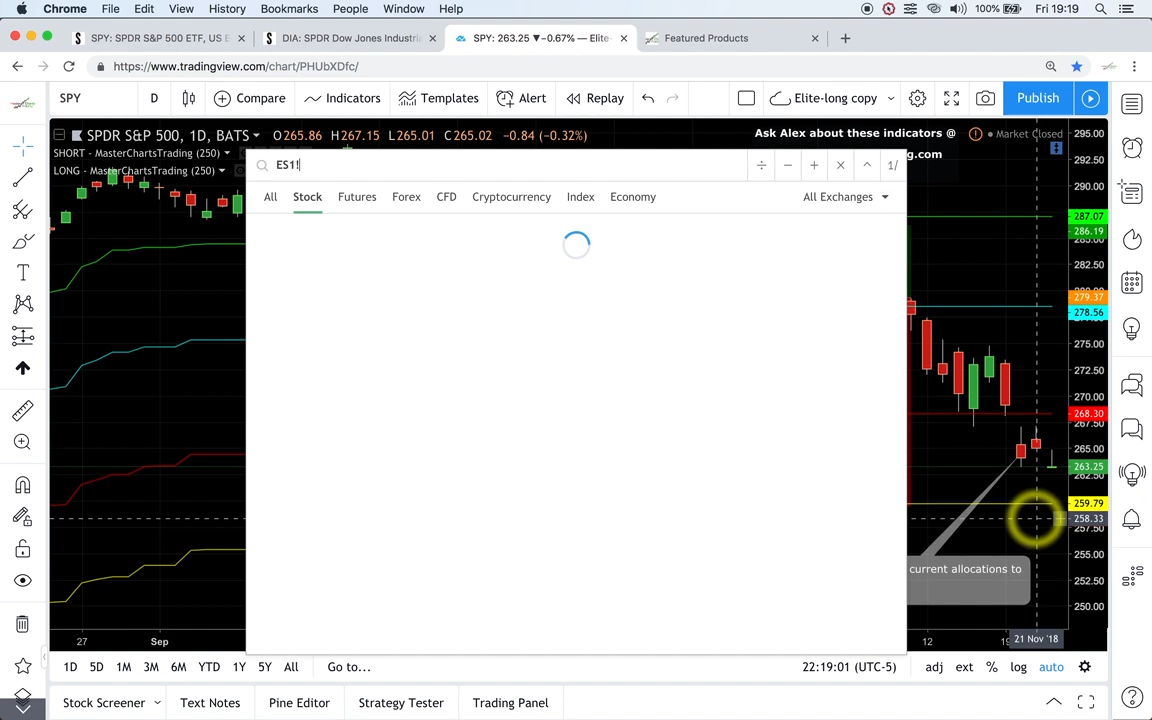 Chrome File Edit View History Bookmarks People Window Help 100% Fri 19:19
SPY: SPDR S&P 500 ETF, US E
DIA: SPDR Dow Jones Industria
SPY: 263.25 ▼−0.67% — Elite-
Featured Products
https://www.tradingview.com/chart/PHUbXDfc/
SPY D Compare Indicators Templates Alert Replay Elite-long copy Publish
SPDR S&P 500, 1D, BATS O265.86 H267.15 L265.01 C265.02 −0.84 (−0.32%)
Ask Alex about these indicators @
Market Closed
SHORT - MasterChartsTrading (250)
g.com
LONG - MasterChartsTrading (250)
ES1!
÷ − + × ^ 1/
All Stock Futures Forex CFD Cryptocurrency Index Economy All Exchanges
295.00
292.50
290.00
287.07
286.19
285.00
282.50
279.37
278.56
275.00
272.50
270.00
268.30
267.50
265.00
263.25
262.50
259.79
258.33
257.50
255.00
252.50
250.00
current allocations to
27 Sep 12 19 21 Nov '18
1D 5D 1M 3M 6M YTD 1Y 5Y All Go to... 22:19:01 (UTC-5) adj ext % log auto
Stock Screener Text Notes Pine Editor Strategy Tester Trading Panel